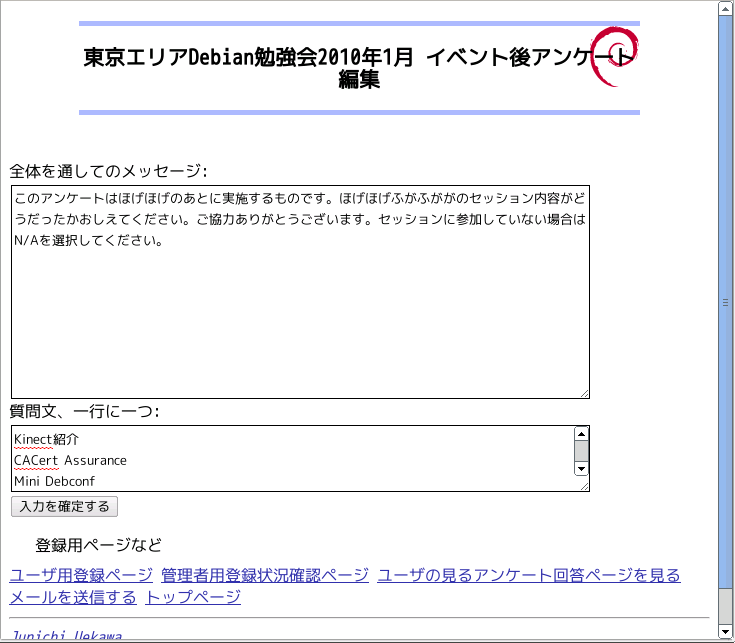 東京エリアDebian勉強会2010年1月 イベント後アンケート
編集
全体を通してのメッセージ:
このアンケートはほげほげのあとに実施するものです。ほげほげふがふががのセッション内容がど
うだったかおしえてください。ご協力ありがとうございます。セッションに参加していない場合は
N/Aを選択してください。
質問文、一行に一つ:
Kinect紹介
CACert Assurance
Mini Debconf
入力を確定する
登録用ページなど
ユーザ用登録ページ 管理者用登録状況確認ページ ユーザの見るアンケート回答ページを見る
メールを送信する トップページ
Junichi Uekawa